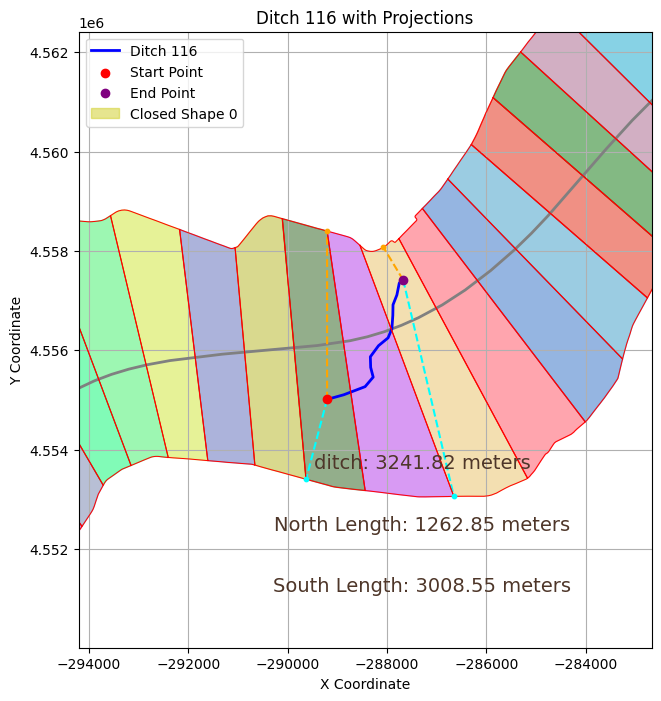 Ditch 116 with Projections
1e6
Ditch 116
Start Point
End Point
Closed Shape 0
4.562
4.560
4.558
4.556
4.554
4.552
Y Coordinate
ditch: 3241.82 meters
North Length: 1262.85 meters
South Length: 3008.55 meters
−294000 −292000 −290000 −288000 −286000 −284000
X Coordinate